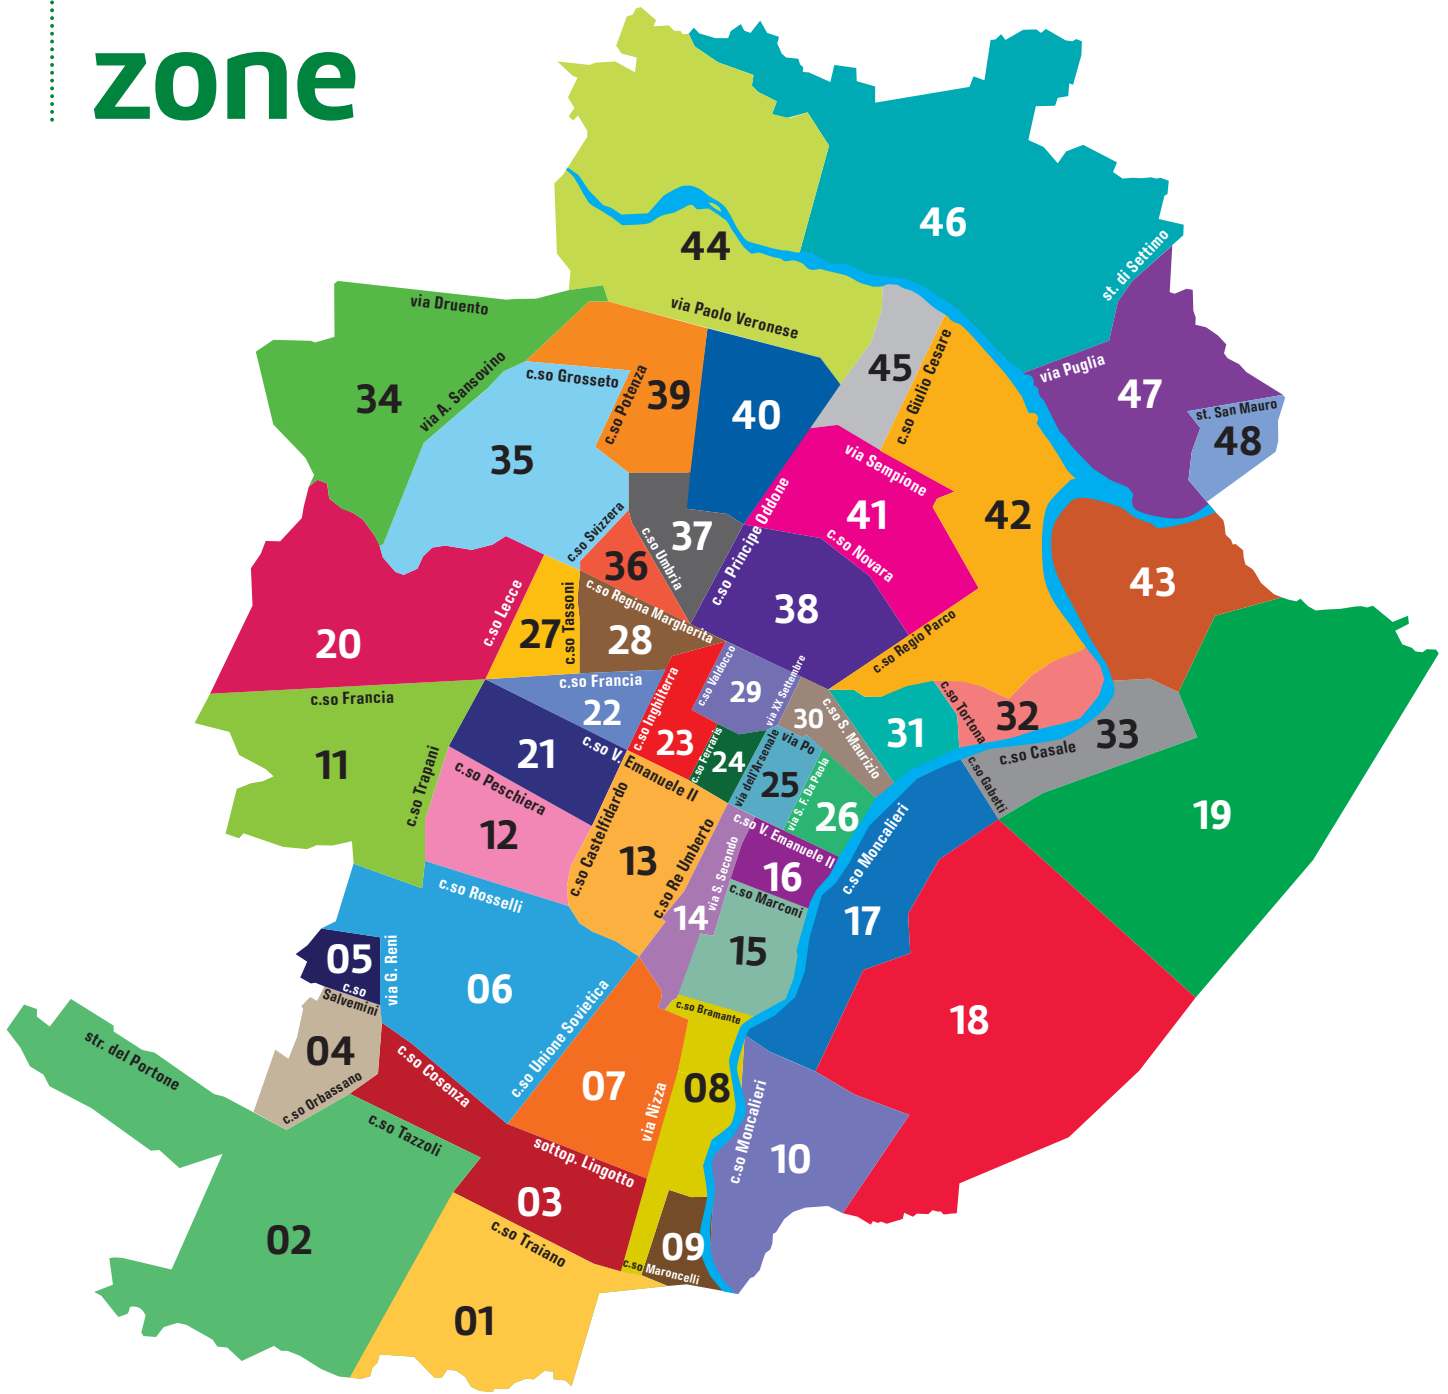 zone
46
44
st. di Settimo
via Druento
via Paolo Veronese
34
via A. Sansovino
c.so Grosseto
c.so Potenza
39
40
45
c.so Giulio Cesare
via Puglia
47
st. San Mauro
48
35
via Sempione
41
42
c.so Novara
c.so Svizzera
36
c.so Umbria
37
c.so Principe Oddone
38
43
20
c.so Lecce
27
c.so Tassoni
28
c.so Regina Margherita
c.so Regio Parco
c.so Francia
c.so Francia
22
c.so Inghilterra
23
c.so Valdocco
29
via XX Settembre
30
c.so S. Maurizio
31
c.so Tortona
32
33
c.so Casale
c.so Gabetti
19
11
c.so Trapani
21
c.so V.
Emanuele II
c.so Ferraris
24
via dell'Arsenale
25
via Po
via S. F. Da Paola
26
c.so Peschiera
12
c.so Castelfidardo
13
c.so Re Umberto
14
via S. Secondo
c.so V. Emanuele II
16
c.so Marconi
15
c.so Moncalieri
17
18
c.so Rosselli
05
c.so
Salvemini
via G. Reni
06
c.so Unione Sovietica
c.so Bramante
04
c.so Orbassano
str. del Portone
c.so Cosenza
07
via Nizza
08
c.so Moncalieri
10
c.so Tazzoli
sottop. Lingotto
03
02
c.so Traiano
09
c.so Maroncelli
01